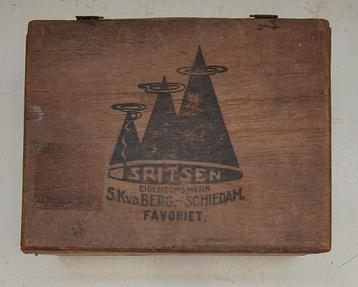 SPITSEN
EIGENDOMSMERK
S.K.v.D. BERG.-SCHIEDAM.
FAVORIET.